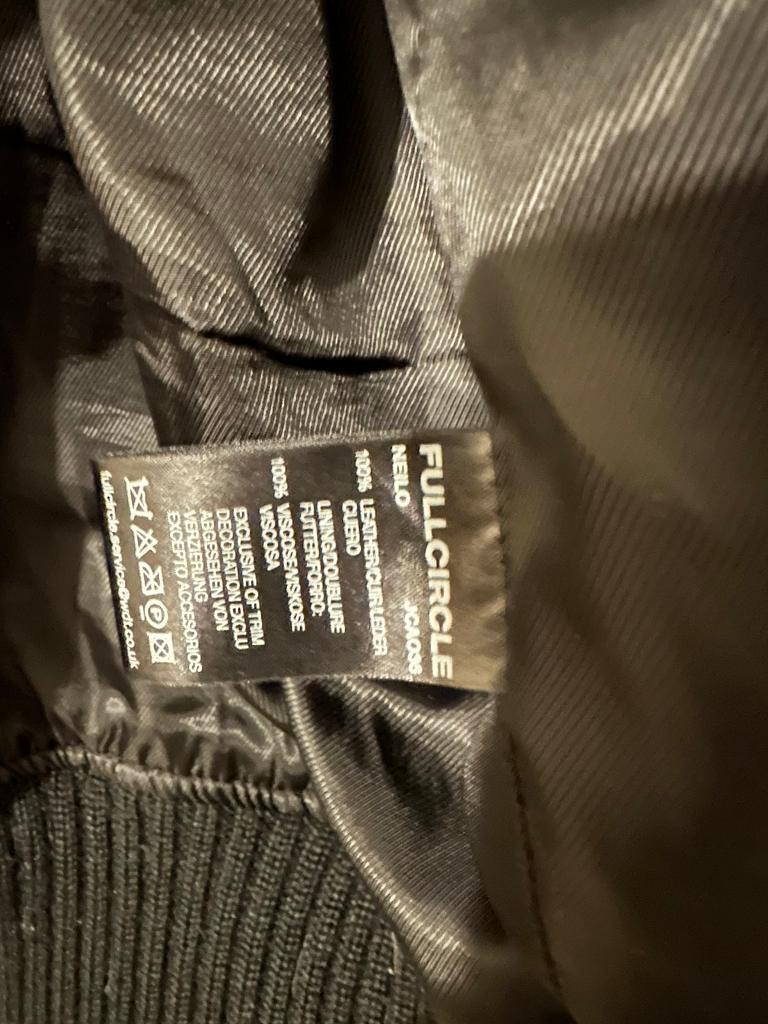 FULLCIRCLE
NEILO JCAO3S
100% LEATHER/CUIR/LEDER
CUERO
LINING/DOUBLURE
FUTTER/FORRO:
100% VISCOSE/VISKOSE
VISCOSA
EXCLUSIVE OF TRIM
DECORATION EXCLU
ABGESEHEN VON
VERZIERUNG
EXCEPTO ACCESORIOS
P
fullcircle.service@wdt.co.uk